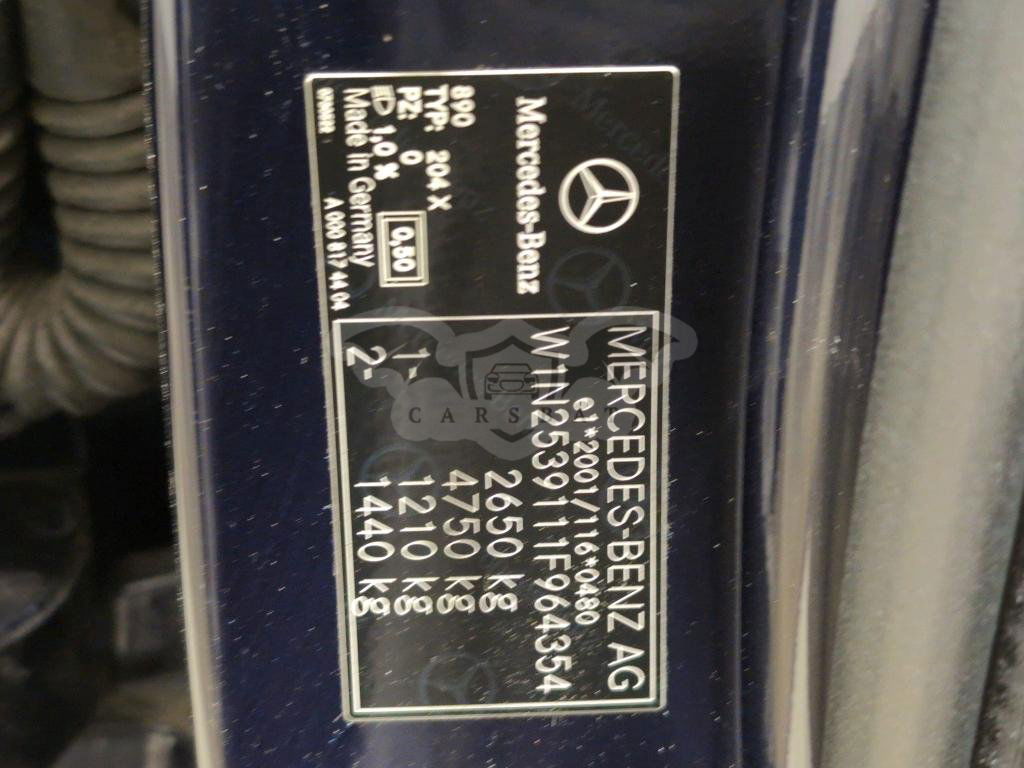 Mercedes-Benz
890
TYP: 204 X
PZ: 0
1,0 %
0,50
Made in Germany
A 000 817 44 04
MERCEDES-BENZ AG
e1*2001/116*0480
W1N2539111F964354
2650 kg
4750 kg
1- 1210 kg
2- 1440 kg
CARSPAT